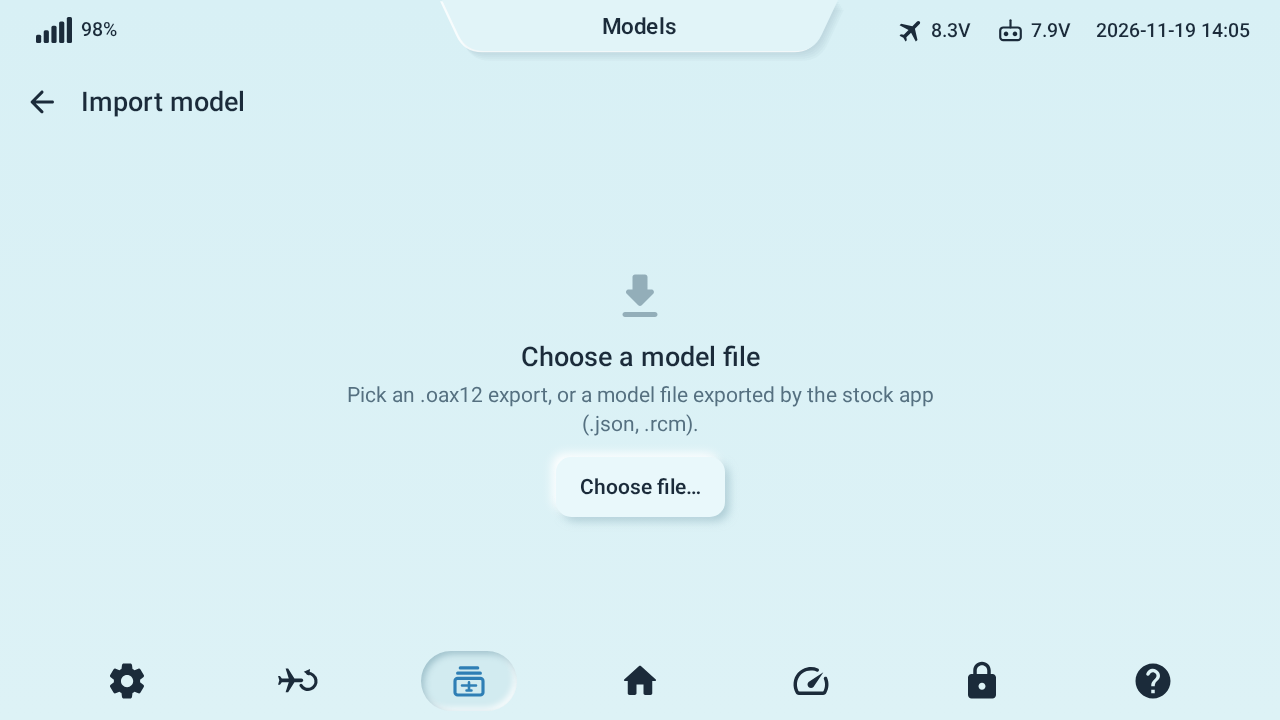 98%
Models
8.3V
7.9V
2026-11-19 14:05
Import model
Choose a model file
Pick an .oax12 export, or a model file exported by the stock app
(.json, .rcm).
Choose file…